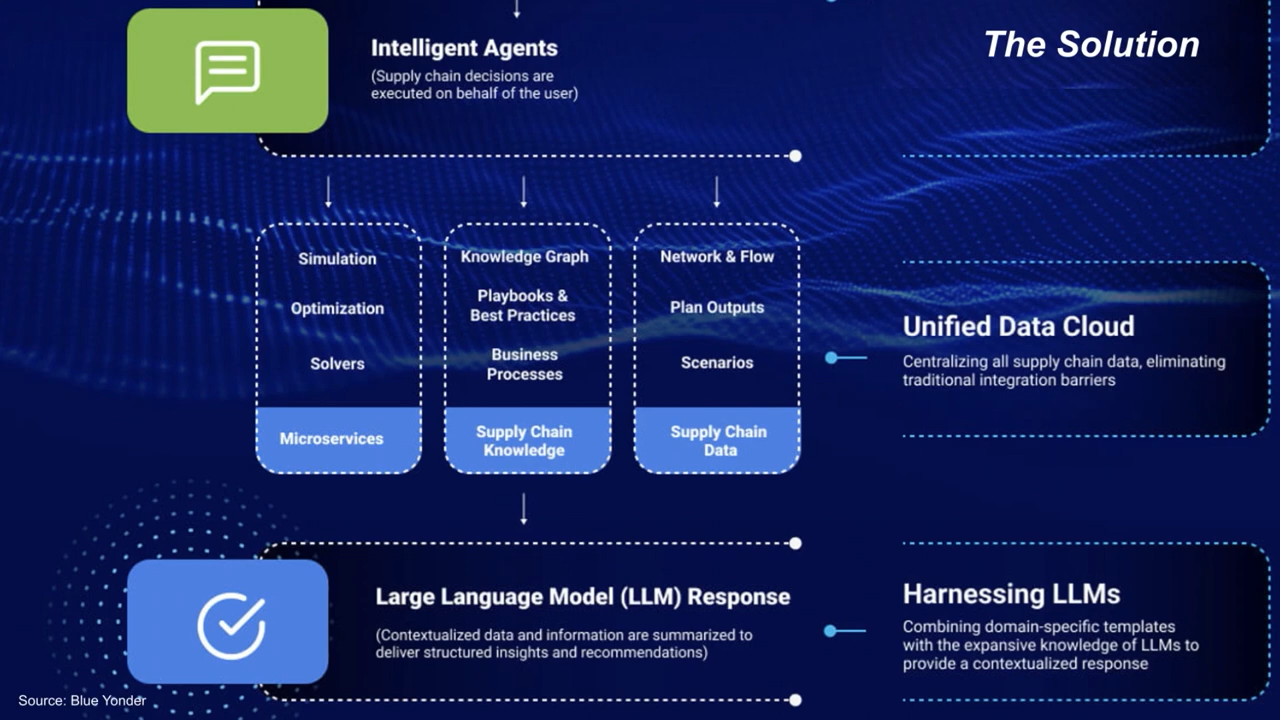 The Solution
Intelligent Agents
(Supply chain decisions are
executed on behalf of the user)
Simulation
Optimization
Solvers
Microservices
Knowledge Graph
Playbooks &
Best Practices
Business
Processes
Supply Chain
Knowledge
Network & Flow
Plan Outputs
Scenarios
Supply Chain
Data
Unified Data Cloud
Centralizing all supply chain data, eliminating
traditional integration barriers
Large Language Model (LLM) Response
(Contextualized data and information are summarized to
deliver structured insights and recommendations)
Harnessing LLMs
Combining domain-specific templates
with the expansive knowledge of LLMs to
provide a contextualized response
Source: Blue Yonder